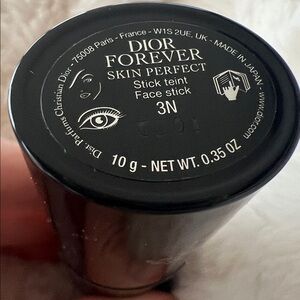 Dist. Parfums Christian Dior - 75008 Paris - France - W1S 2UE, UK - MADE IN JAPAN - www.dior.com
DIOR
FOREVER
SKIN PERFECT
Stick teint
Face stick
3N
10 g - NET WT. 0.35 OZ